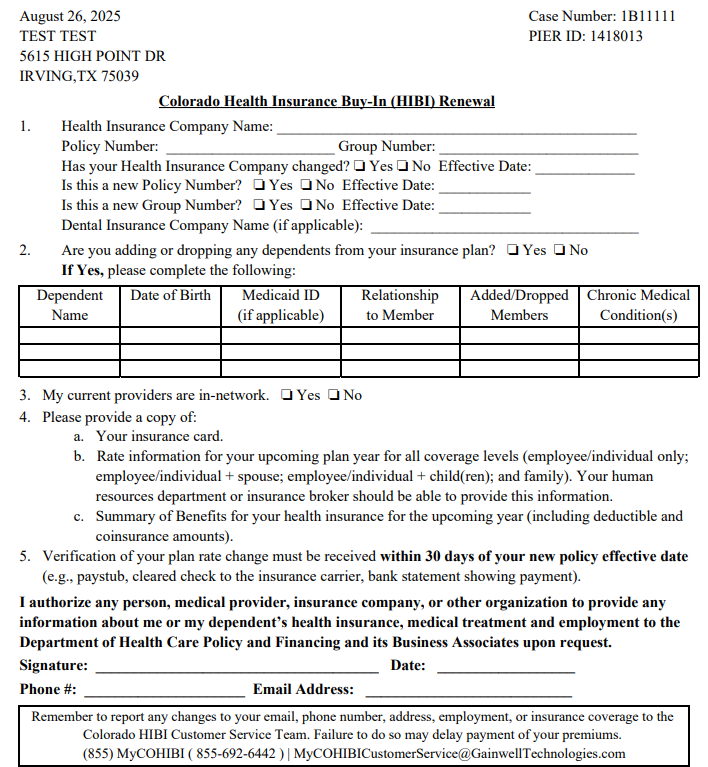 August 26, 2025 Case Number: 1B11111
TEST TEST PIER ID: 1418013
5615 HIGH POINT DR
IRVING,TX 75039
Colorado Health Insurance Buy-In (HIBI) Renewal
1. Health Insurance Company Name: ___
Policy Number: ___ Group Number: ___
Has your Health Insurance Company changed? ❑ Yes ❑ No Effective Date: ___
Is this a new Policy Number? ❑ Yes ❑ No Effective Date: ___
Is this a new Group Number? ❑ Yes ❑ No Effective Date: ___
Dental Insurance Company Name (if applicable): ___
2. Are you adding or dropping any dependents from your insurance plan? ❑ Yes ❑ No
If Yes, please complete the following:
Dependent Date of Birth Medicaid ID Relationship Added/Dropped Chronic Medical
Name (if applicable) to Member Members Condition(s)
3. My current providers are in-network. ❑ Yes ❑ No
4. Please provide a copy of:
a. Your insurance card.
b. Rate information for your upcoming plan year for all coverage levels (employee/individual only;
employee/individual + spouse; employee/individual + child(ren); and family). Your human
resources department or insurance broker should be able to provide this information.
c. Summary of Benefits for your health insurance for the upcoming year (including deductible and
coinsurance amounts).
5. Verification of your plan rate change must be received within 30 days of your new policy effective date
(e.g., paystub, cleared check to the insurance carrier, bank statement showing payment).
I authorize any person, medical provider, insurance company, or other organization to provide any
information about me or my dependent's health insurance, medical treatment and employment to the
Department of Health Care Policy and Financing and its Business Associates upon request.
Signature: ___ Date: ___
Phone #: ___ Email Address: ___
Remember to report any changes to your email, phone number, address, employment, or insurance coverage to the
Colorado HIBI Customer Service Team. Failure to do so may delay payment of your premiums.
(855) MyCOHIBI ( 855-692-6442 ) | MyCOHIBICustomerService@GainwellTechnologies.com